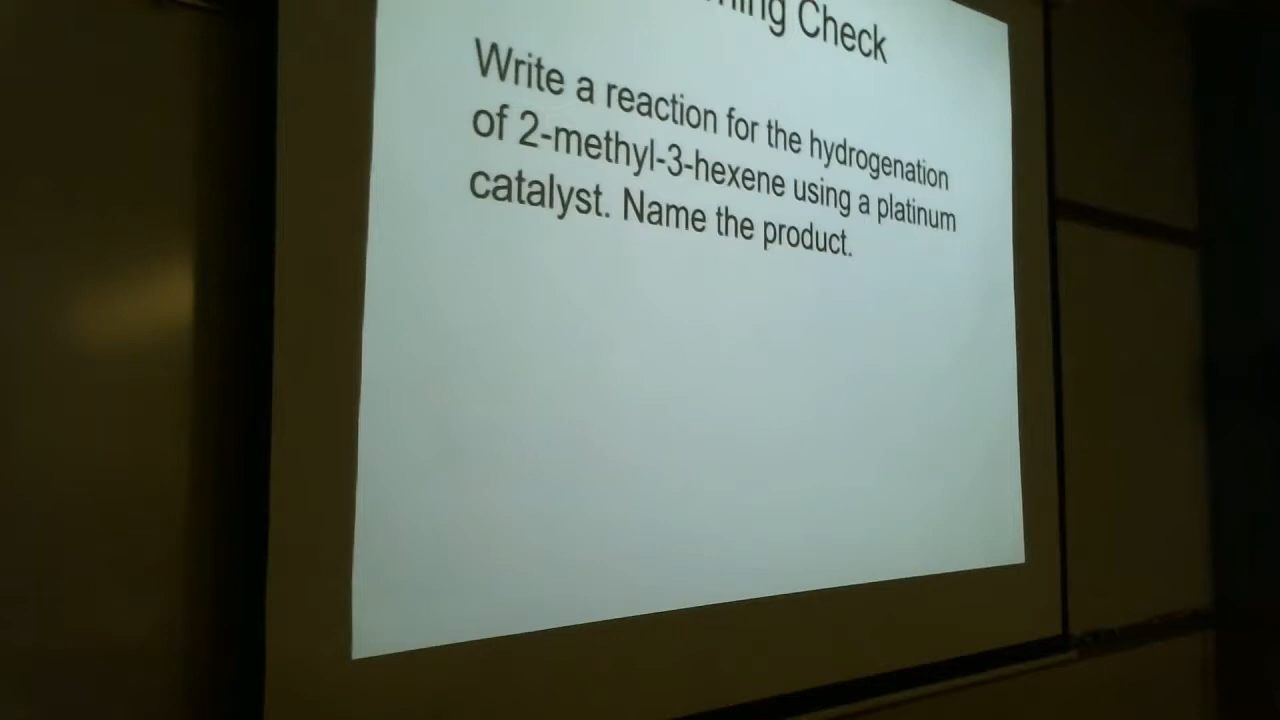 Check
Write a reaction for the hydrogenation
of 2-methyl-3-hexene using a platinum
catalyst. Name the product.